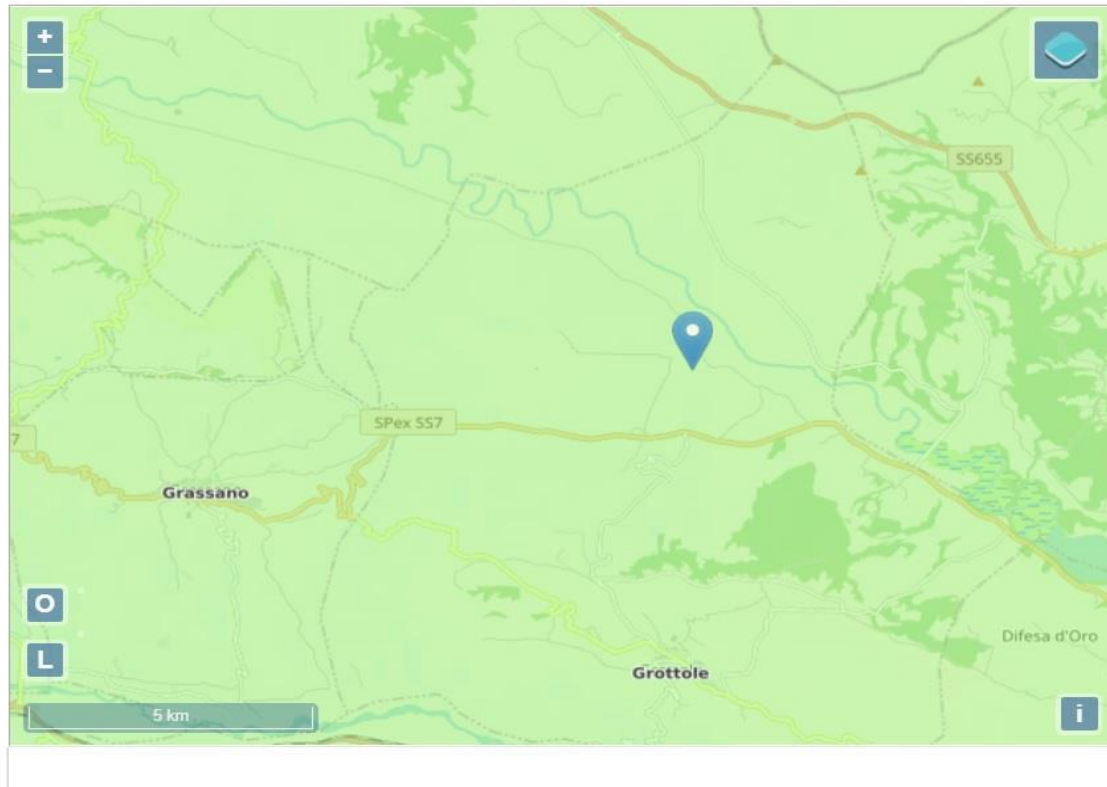 +
−
SS655
SPex SS7
7
Grassano
O
Difesa d'Oro
L
Grottole
5 km
i